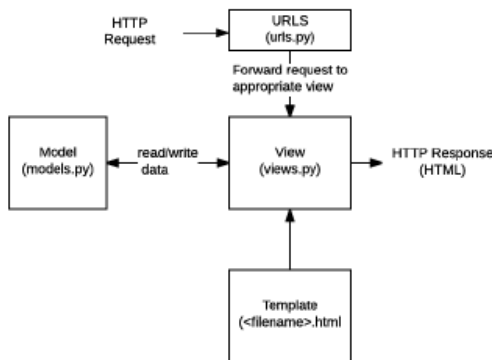 HTTP
Request
URLS
(urls.py)
Forward request to
appropriate view
Model
(models.py)
read/write
data
View
(views.py)
HTTP Response
(HTML)
Template
(<filename>.html